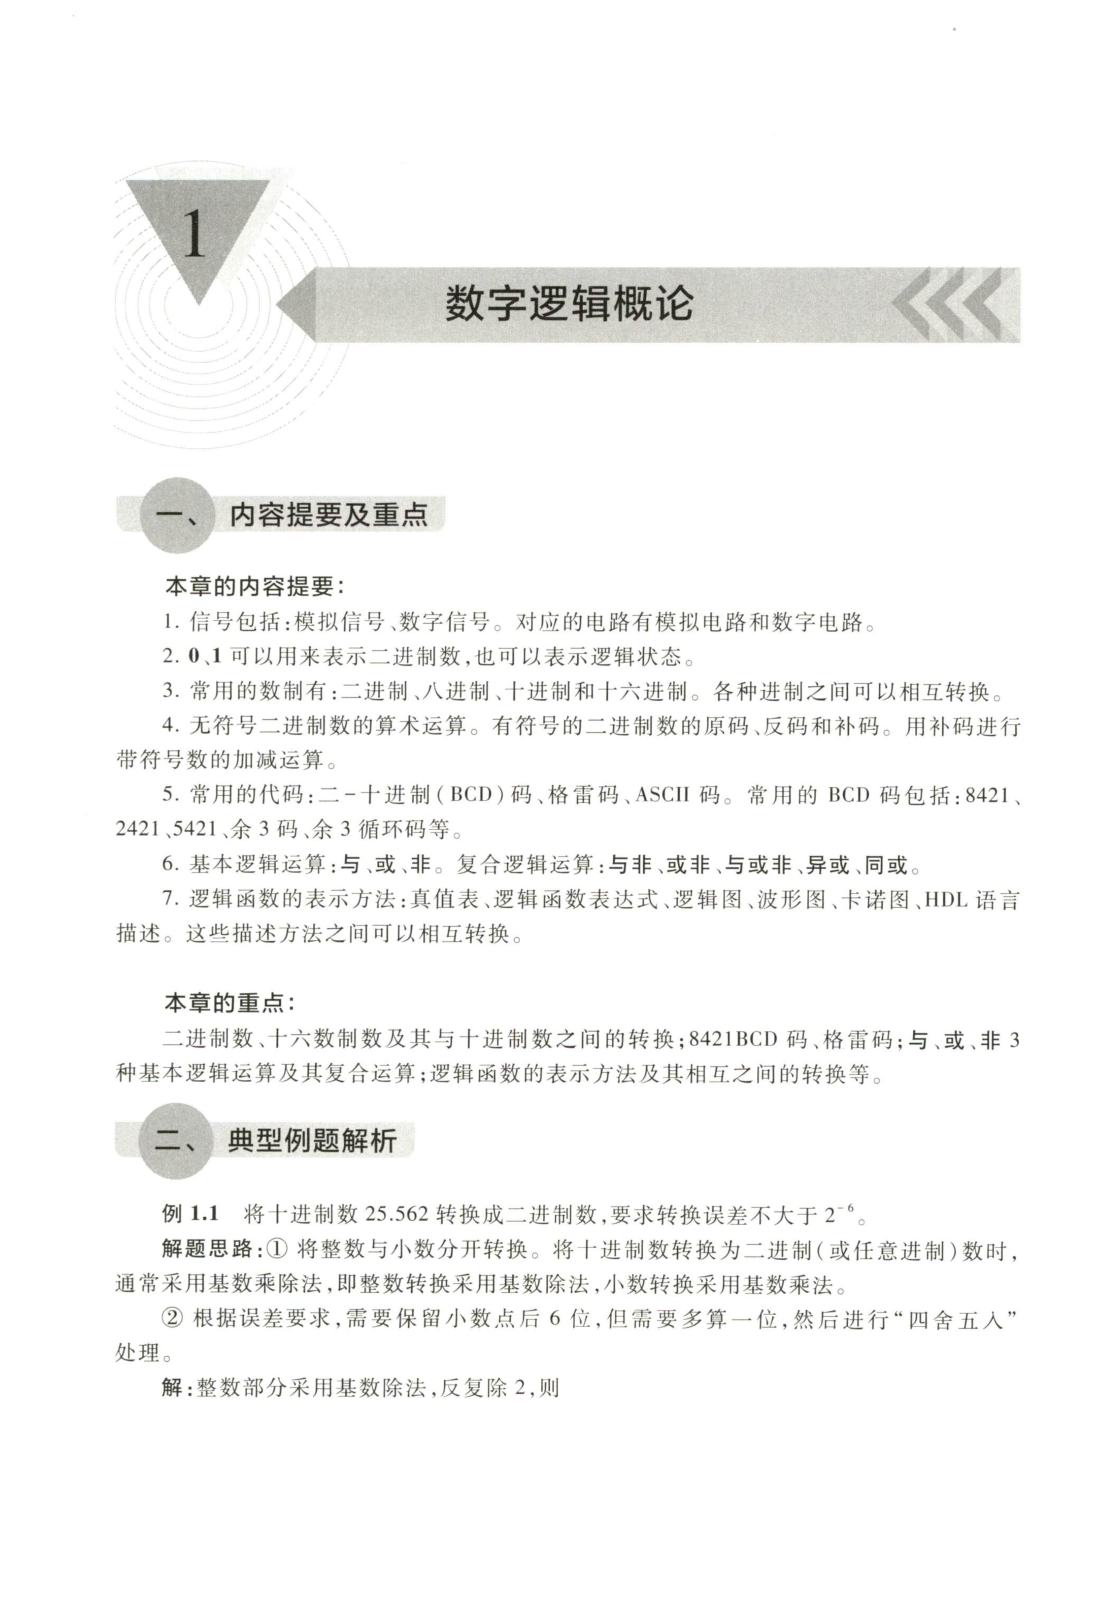 1
数字逻辑概论
一、 内容提要及重点
本章的内容提要:
1. 信号包括:模拟信号、数字信号。对应的电路有模拟电路和数字电路。
2. 0、1 可以用来表示二进制数,也可以表示逻辑状态。
3. 常用的数制有:二进制、八进制、十进制和十六进制。各种进制之间可以相互转换。
4. 无符号二进制数的算术运算。有符号的二进制数的原码、反码和补码。用补码进行
带符号数的加减运算。
5. 常用的代码:二-十进制(BCD)码、格雷码、ASCII 码。常用的 BCD 码包括:8421、
2421、5421、余 3 码、余 3 循环码等。
6. 基本逻辑运算:与、或、非。复合逻辑运算:与非、或非、与或非、异或、同或。
7. 逻辑函数的表示方法:真值表、逻辑函数表达式、逻辑图、波形图、卡诺图、HDL 语言
描述。这些描述方法之间可以相互转换。
本章的重点:
二进制数、十六数制数及其与十进制数之间的转换;8421BCD 码、格雷码;与、或、非 3
种基本逻辑运算及其复合运算;逻辑函数的表示方法及其相互之间的转换等。
二、 典型例题解析
例 1.1 将十进制数 25.562 转换成二进制数,要求转换误差不大于 2⁻⁶。
解题思路:① 将整数与小数分开转换。将十进制数转换为二进制(或任意进制)数时,
通常采用基数乘除法,即整数转换采用基数除法,小数转换采用基数乘法。
② 根据误差要求,需要保留小数点后 6 位,但需要多算一位,然后进行“四舍五入”
处理。
解:整数部分采用基数除法,反复除 2,则